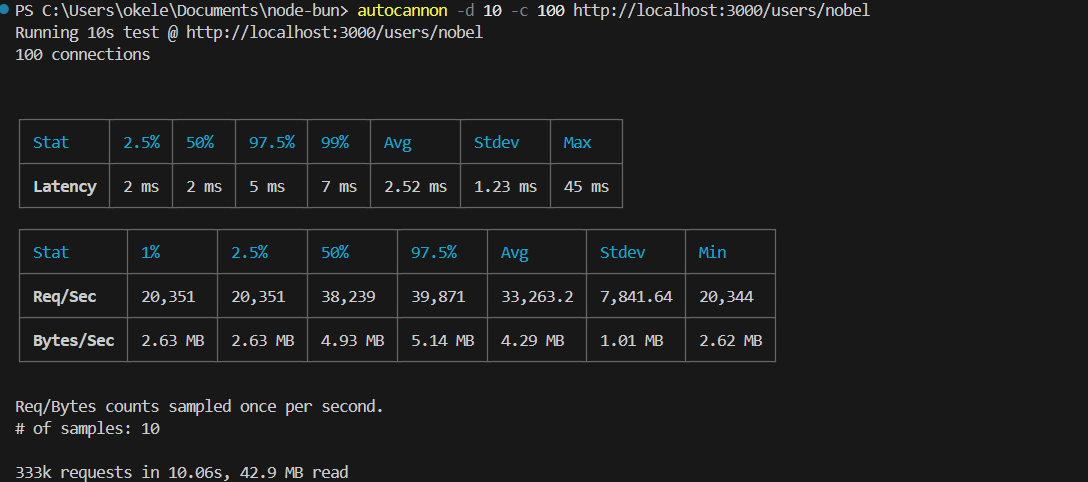 PS C:\Users\okele\Documents\node-bun> autocannon -d 10 -c 100 http://localhost:3000/users/nobel
Running 10s test @ http://localhost:3000/users/nobel
100 connections
Stat 2.5% 50% 97.5% 99% Avg Stdev Max
Latency 2 ms 2 ms 5 ms 7 ms 2.52 ms 1.23 ms 45 ms
Stat 1% 2.5% 50% 97.5% Avg Stdev Min
Req/Sec 20,351 20,351 38,239 39,871 33,263.2 7,841.64 20,344
Bytes/Sec 2.63 MB 2.63 MB 4.93 MB 5.14 MB 4.29 MB 1.01 MB 2.62 MB
Req/Bytes counts sampled once per second.
# of samples: 10
333k requests in 10.06s, 42.9 MB read